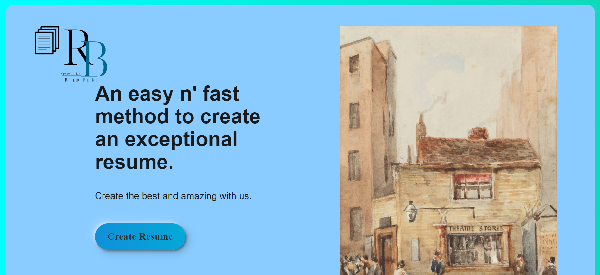 RB
An easy n' fast
method to create
an exceptional
resume.
Create the best and amazing with us.
Create Resume
THEATRE STORES